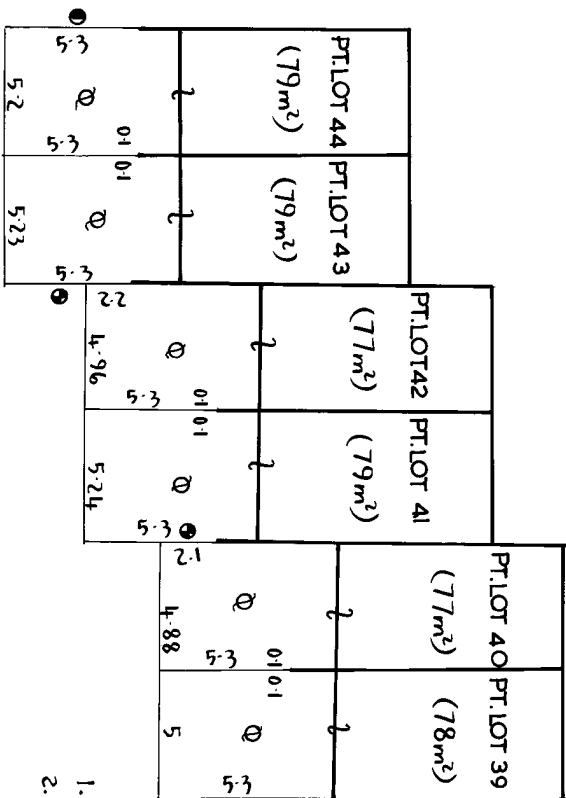 PT.LOT 44
(79m²)
PT.LOT 43
(79m²)
PT.LOT42
(77m²)
PT.LOT 41
(79m²)
PT.LOT 40
(77m²)
PT.LOT 39
(78m²)
5·3
5·2
5·3
0·1
0·1
5·23
5·3
2·2
4·96
5·3
0·1
0·1
5·24
5·3
2·1
4·88
5·3
0·1
0·1
5
5·3
1.
2.